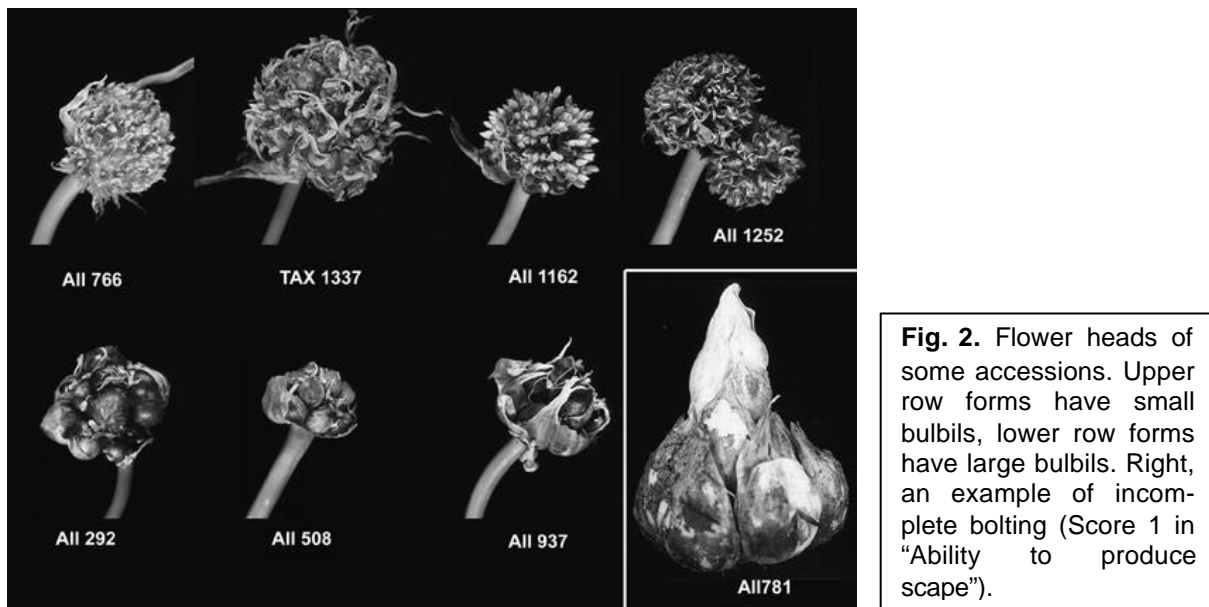 All 766
TAX 1337
All 1162
All 1252
All 292
All 508
All 937
All781
Fig. 2. Flower heads of
some accessions. Upper
row forms have small
bulbils, lower row forms
have large bulbils. Right,
an example of incom-
plete bolting (Score 1 in
“Ability to produce
scape”).